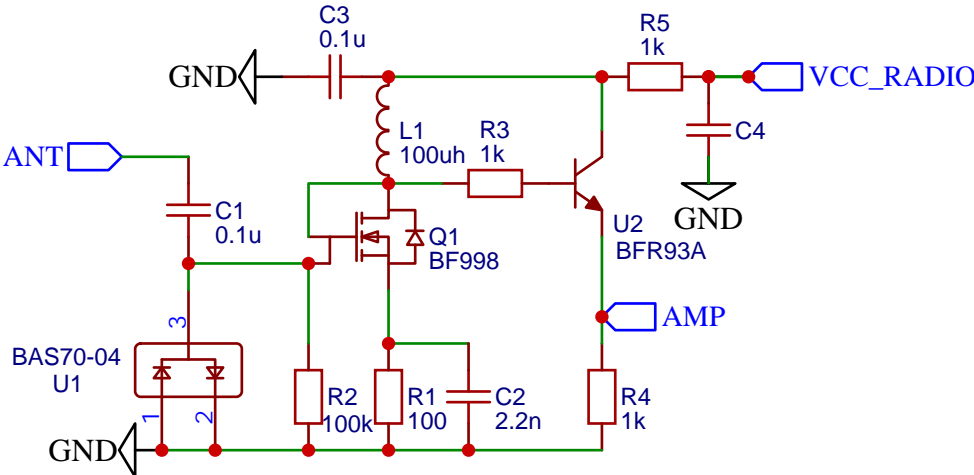 C3
0.1u
GND
R5
1k
VCC_RADIO
C4
GND
ANT
L1
100uh
R3
1k
C1
0.1u
Q1
BF998
U2
BFR93A
AMP
3
BAS70-04
U1
1
2
R2
100k
R1
100
C2
2.2n
R4
1k
GND